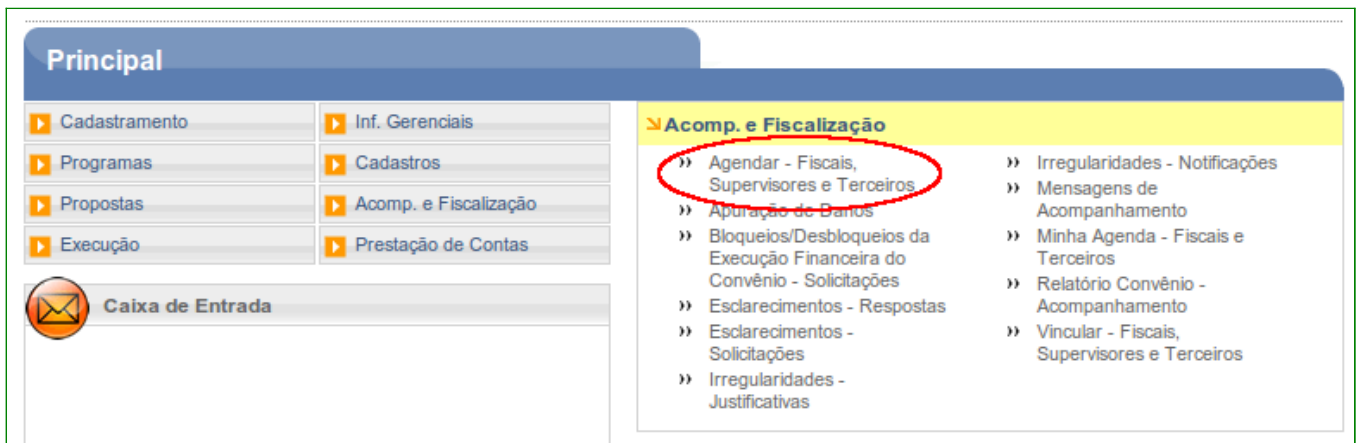 Principal
Cadastramento
Inf. Gerenciais
Programas
Cadastros
Propostas
Acomp. e Fiscalização
Execução
Prestação de Contas
Caixa de Entrada
Acomp. e Fiscalização
›› Agendar - Fiscais,
Supervisores e Terceiros
›› Apuração de Danos
›› Bloqueios/Desbloqueios da
Execução Financeira do
Convênio - Solicitações
›› Esclarecimentos - Respostas
›› Esclarecimentos -
Solicitações
›› Irregularidades -
Justificativas
›› Irregularidades - Notificações
›› Mensagens de
Acompanhamento
›› Minha Agenda - Fiscais e
Terceiros
›› Relatório Convênio -
Acompanhamento
›› Vincular - Fiscais,
Supervisores e Terceiros